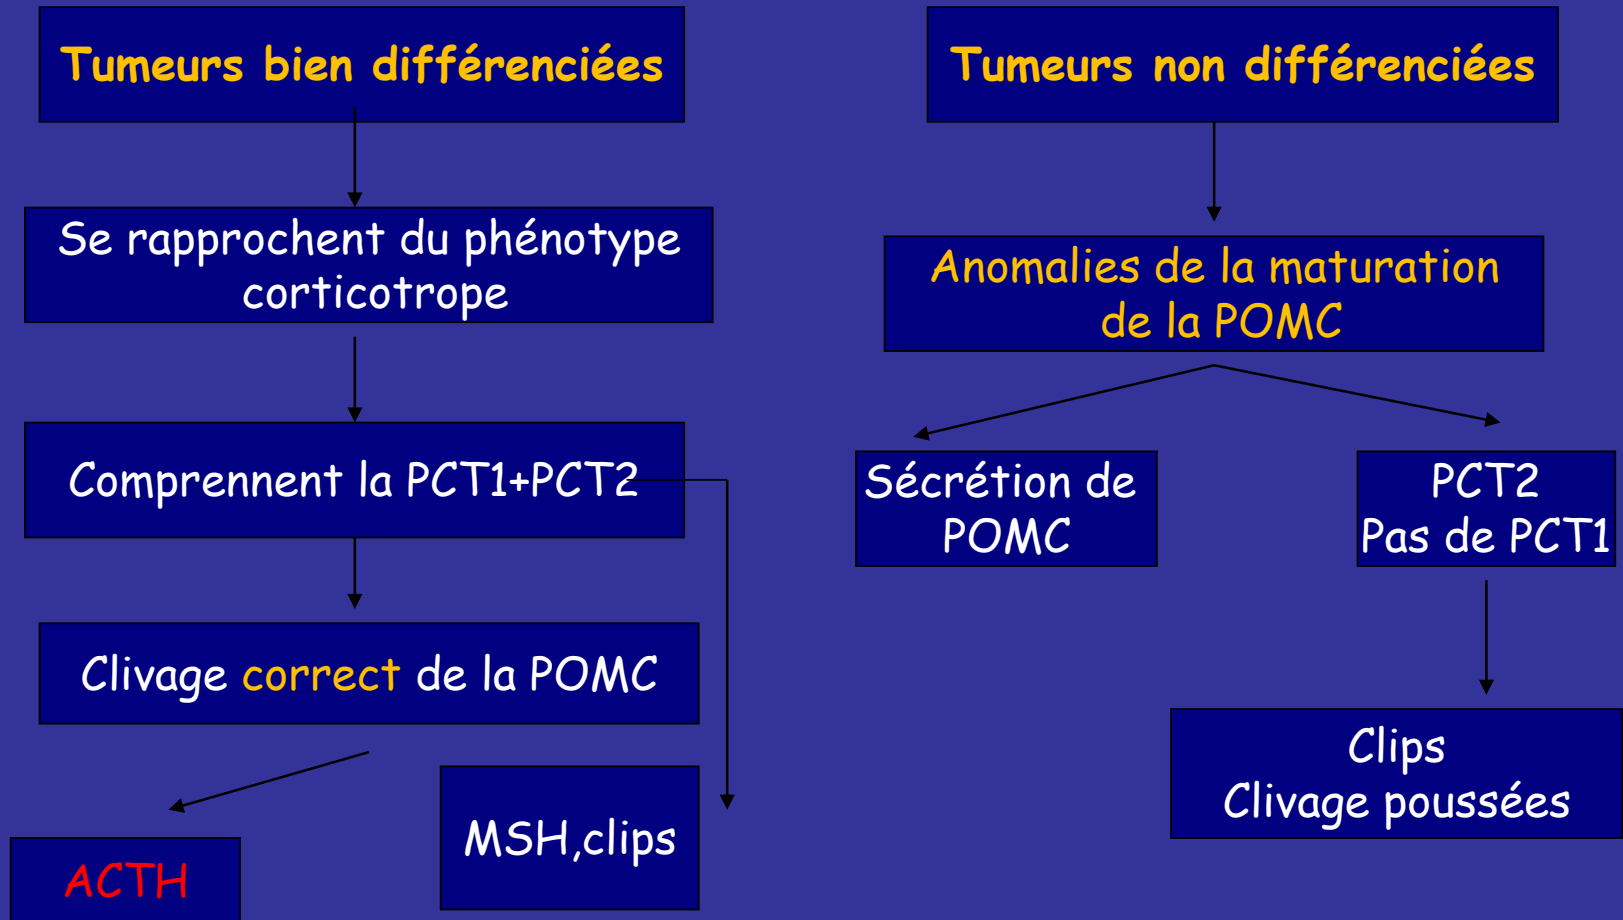 Tumeurs bien différenciées
Se rapprochent du phénotype
corticotrope
Comprennent la PCT1+PCT2
Clivage correct de la POMC
ACTH
MSH,clips
Tumeurs non différenciées
Anomalies de la maturation
de la POMC
Sécrétion de
POMC
PCT2
Pas de PCT1
Clips
Clivage poussées